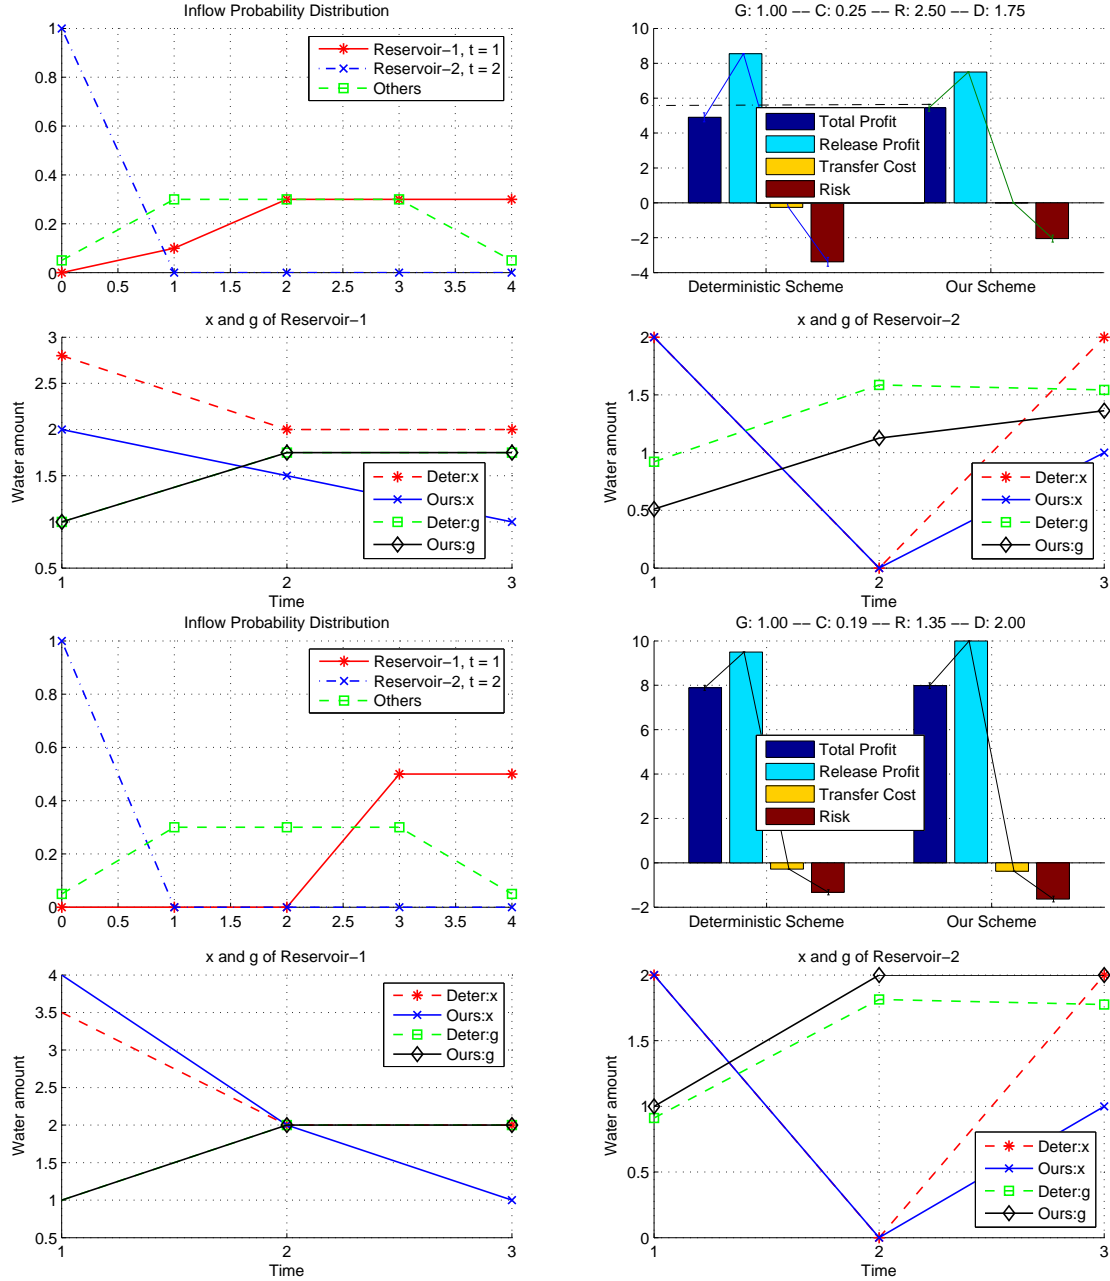 Inflow Probability Distribution
1
0.8
0.6
0.4
0.2
0
0 0.5 1 1.5 2 2.5 3 3.5 4
Reservoir−1, t = 1
Reservoir−2, t = 2
Others
G: 1.00 −− C: 0.25 −− R: 2.50 −− D: 1.75
10
8
6
4
2
0
−2
−4
Total Profit
Release Profit
Transfer Cost
Risk
Deterministic Scheme Our Scheme
x and g of Reservoir−1
Water amount
3
2.5
2
1.5
1
0.5
1 2 3
Time
Deter:x
Ours:x
Deter:g
Ours:g
x and g of Reservoir−2
Water amount
2
1.5
1
0.5
0
1 2 3
Time
Deter:x
Ours:x
Deter:g
Ours:g
Inflow Probability Distribution
1
0.8
0.6
0.4
0.2
0
0 0.5 1 1.5 2 2.5 3 3.5 4
Reservoir−1, t = 1
Reservoir−2, t = 2
Others
G: 1.00 −− C: 0.19 −− R: 1.35 −− D: 2.00
10
8
6
4
2
0
−2
Total Profit
Release Profit
Transfer Cost
Risk
Deterministic Scheme Our Scheme
x and g of Reservoir−1
Water amount
4
3.5
3
2.5
2
1.5
1
0.5
1 2 3
Time
Deter:x
Ours:x
Deter:g
Ours:g
x and g of Reservoir−2
Water amount
2
1.5
1
0.5
0
1 2 3
Time
Deter:x
Ours:x
Deter:g
Ours:g